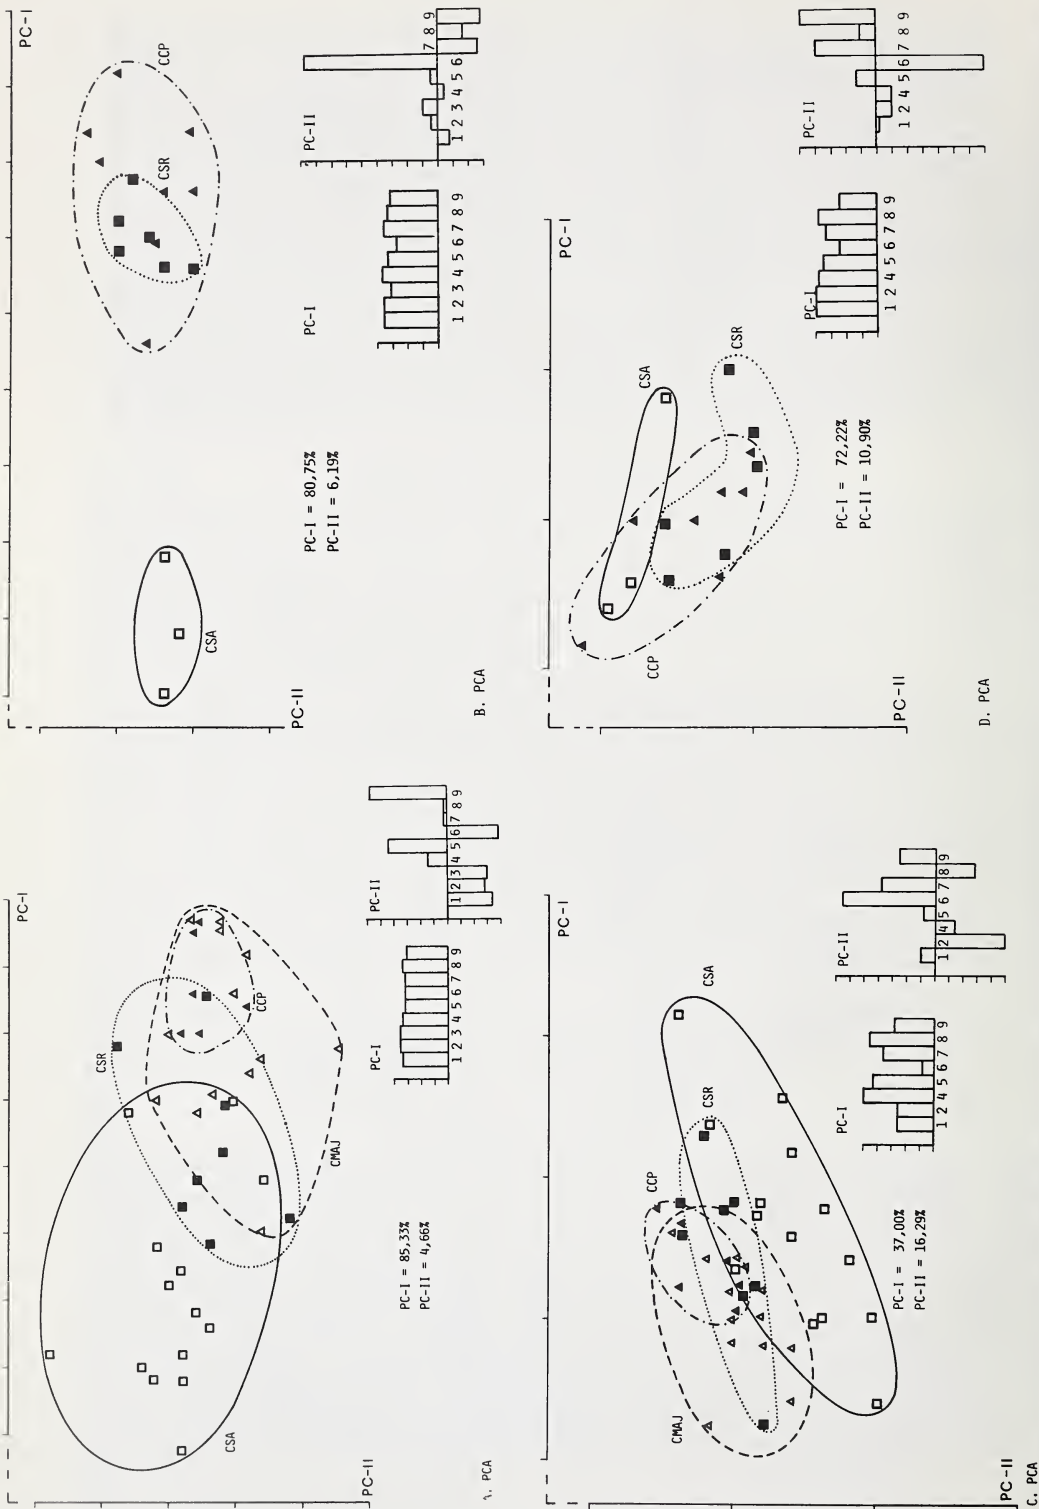 PC-I
CCP
CSR
CSA
PC-II
PC-I = 80,75%
PC-II = 6,19%
PC-I
1 2 3 4 5 6 7 8 9
PC-II
1 2 3 4 5 6 7 8 9
B. PCA
PC-I
CSA
CSR
CCP
PC-II
PC-I = 72,22%
PC-II = 10,90%
PC-I
1 2 4 5 6 7 8 9
PC-II
1 2 4 5 6 7 8 9
D. PCA
PC-I
CSR
CCP
CMAJ
CSA
PC-II
PC-I = 85,33%
PC-II = 4,66%
PC-I
1 2 3 4 5 6 7 8 9
PC-II
1 2 3 4 5 6 7 8 9
PCA
PC-I
CSA
CSR
CCP
CMAJ
PC-II
PC-I = 37,00%
PC-II = 16,29%
PC-I
1 2 4 5 6 7 8 9
PC-II
1 2 4 5 6 7 8 9
C. PCA